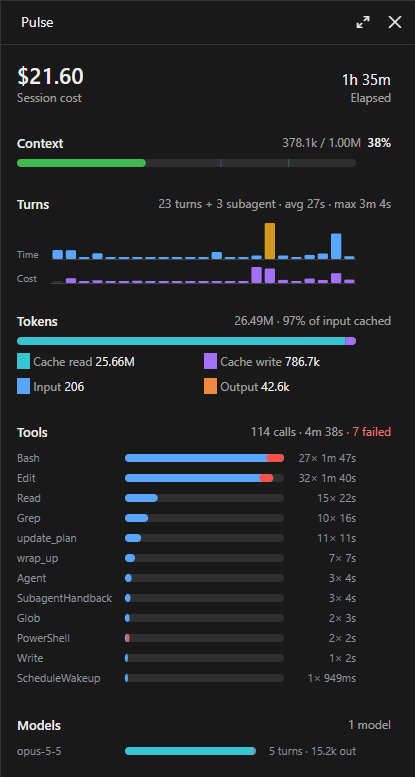 Pulse
$21.60
1h 35m
Session cost
Elapsed
Context
378.1k / 1.00M 38%
Turns
23 turns + 3 subagent · avg 27s · max 3m 4s
Time
Cost
Tokens
26.49M · 97% of input cached
Cache read 25.66M
Cache write 786.7k
Input 206
Output 42.6k
Tools
114 calls · 4m 38s · 7 failed
Bash
27× 1m 47s
Edit
32× 1m 40s
Read
15× 22s
Grep
10× 16s
update_plan
11× 11s
wrap_up
7× 7s
Agent
3× 4s
SubagentHandback
3× 4s
Glob
2× 3s
PowerShell
2× 2s
Write
1× 2s
ScheduleWakeup
1× 949ms
Models
1 model
opus-5-5
5 turns · 15.2k out